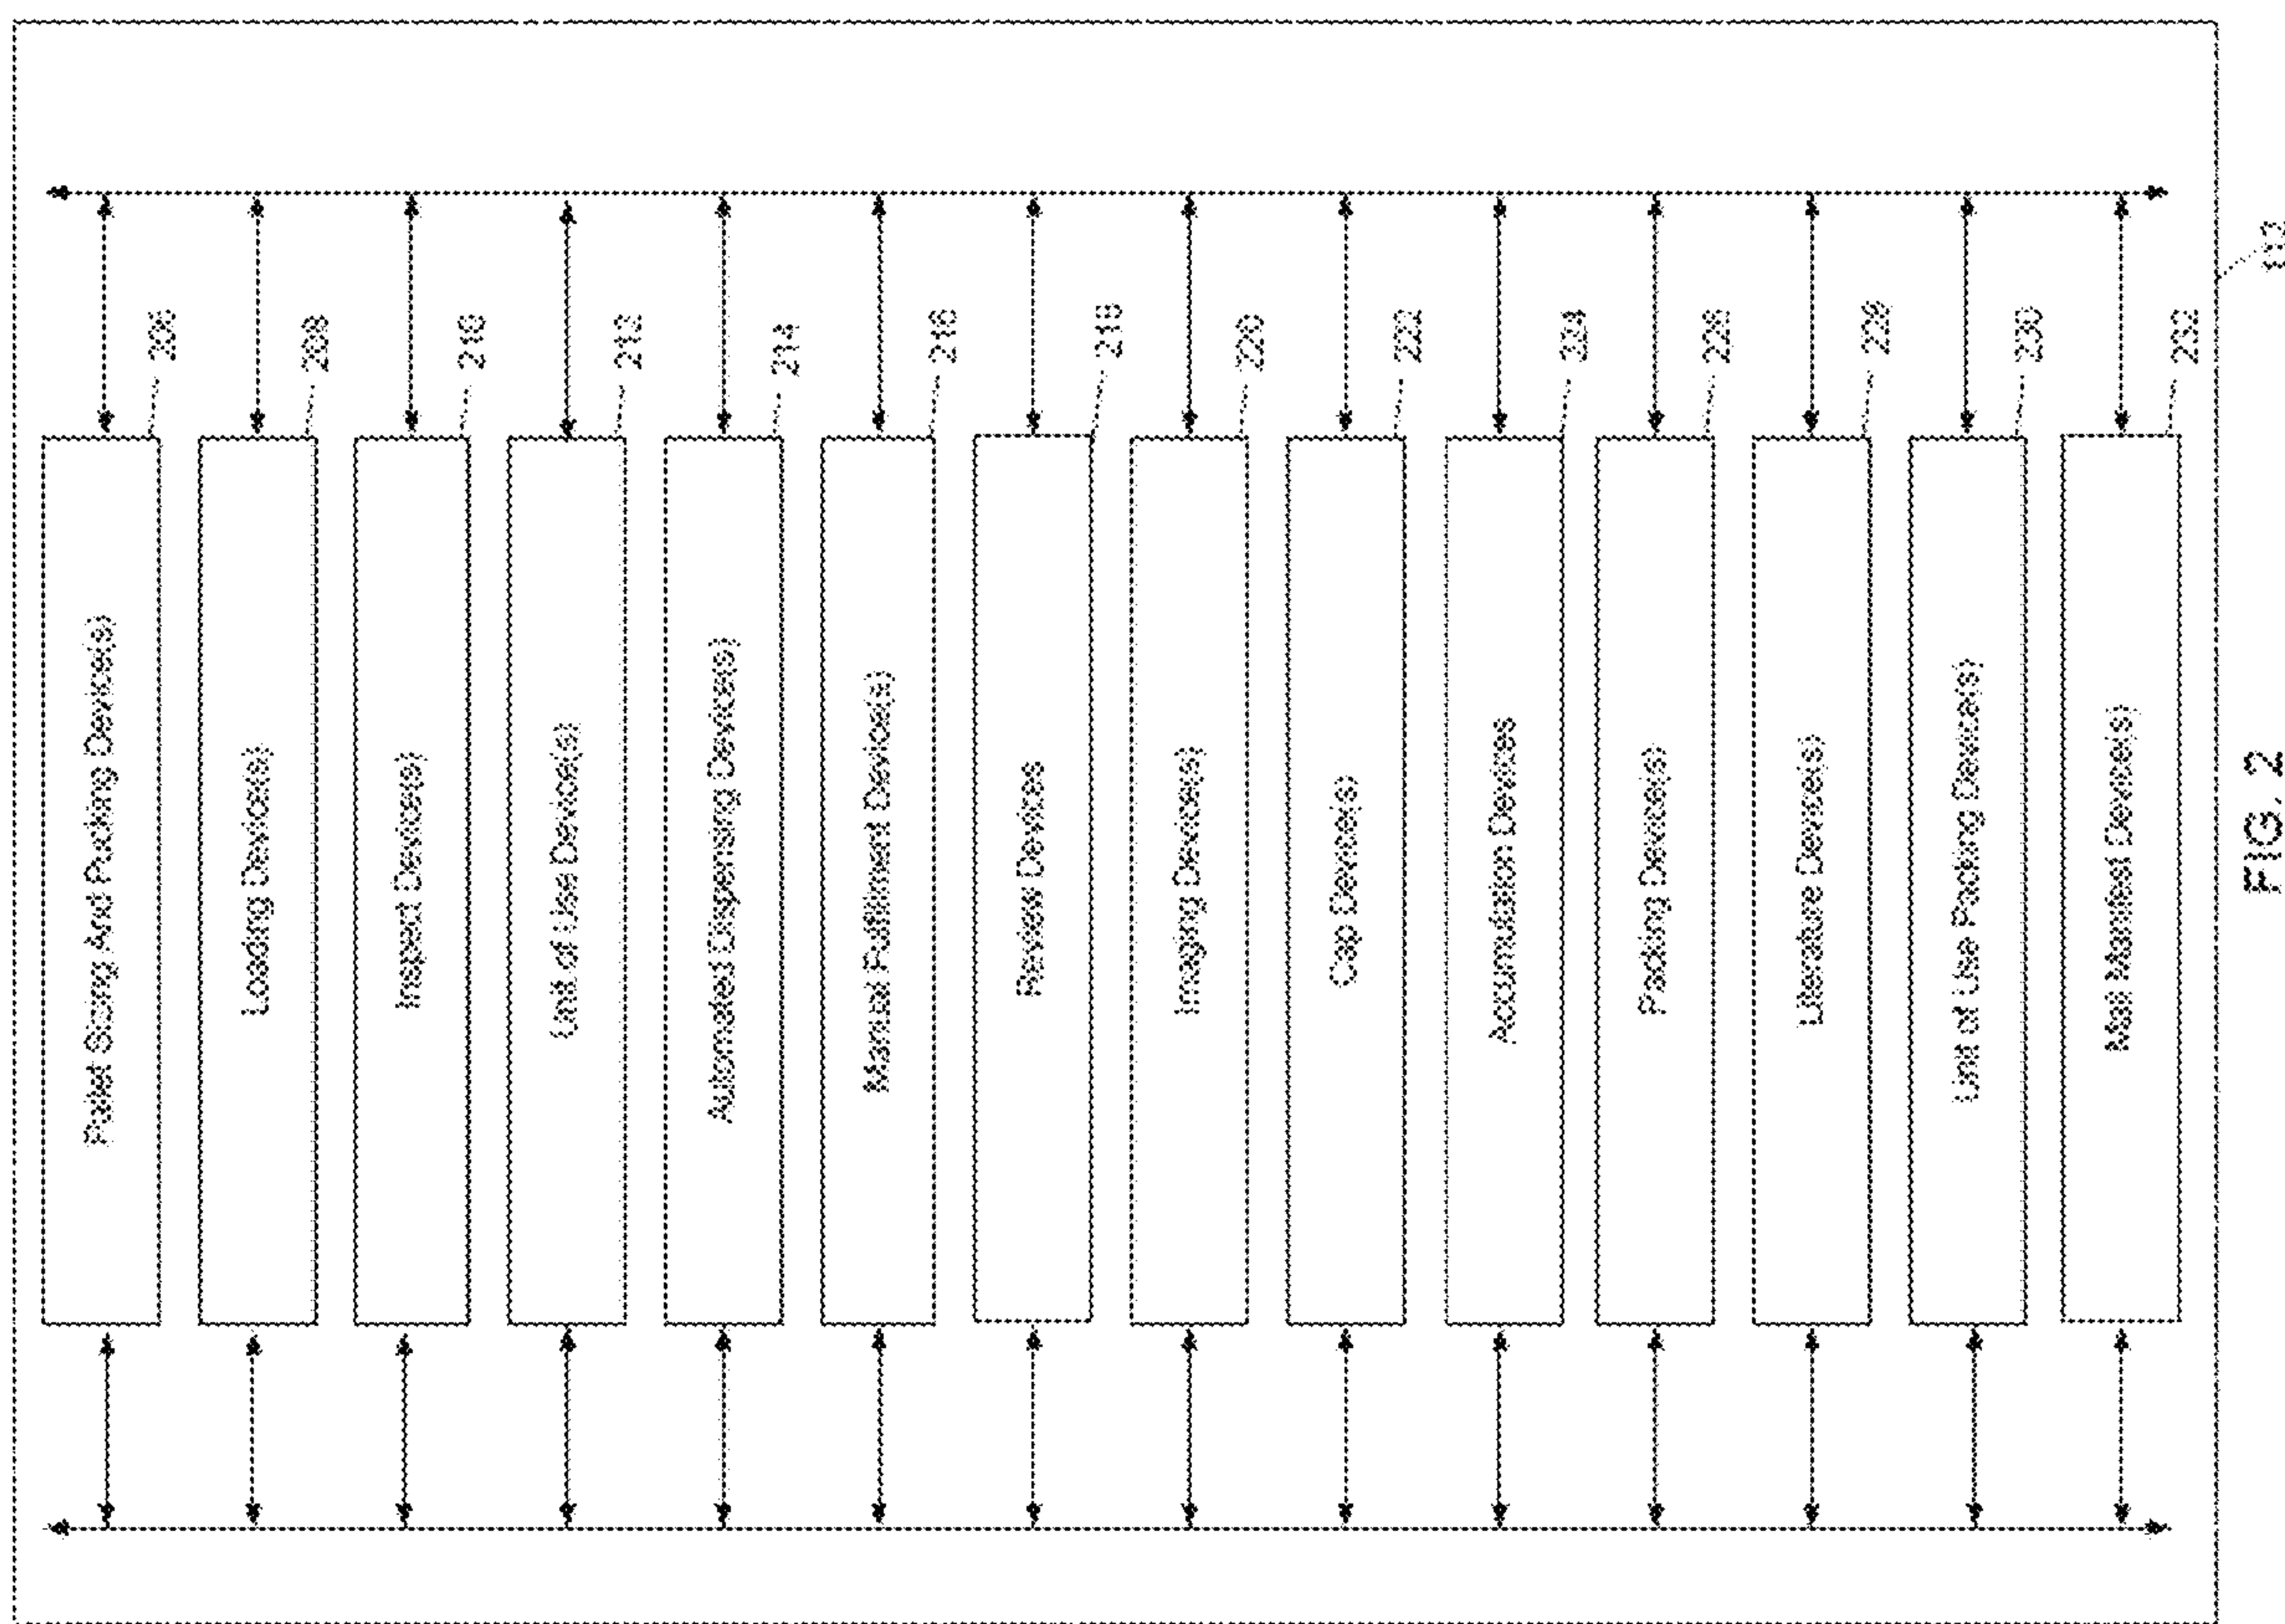 Pallet Sizing And Pucking Device(s)
206
Loading Device(s)
208
Inspect Device(s)
210
Unit of Use Device(s)
212
Automated Dispensing Device(s)
214
Manual Fulfillment Device(s)
216
Review Devices
218
Imaging Device(s)
220
Cap Device(s)
222
Accumulation Devices
224
Packing Device(s)
226
Literature Device(s)
228
Unit of Use Packing Device(s)
230
Mail Manifest Device(s)
232
112
FIG. 2